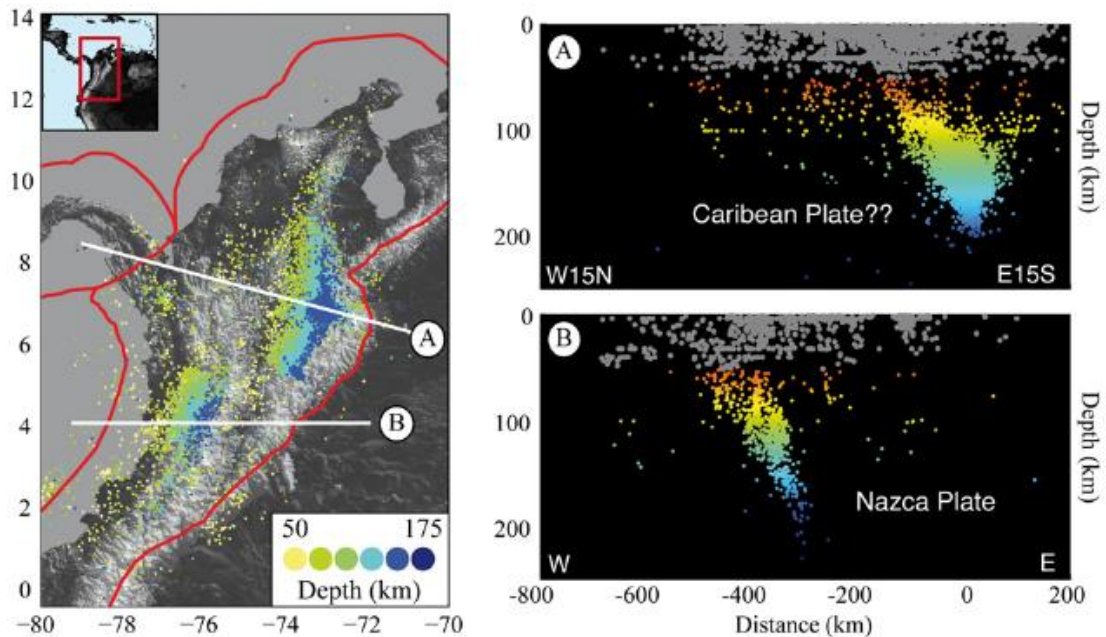 14
12
10
8
6
4
2
0
−80
−78
−76
−74
−72
−70
A
B
50
175
Depth (km)
A
0
100
200
Depth (km)
Caribean Plate??
W15N
E15S
B
0
100
200
Depth (km)
Nazca Plate
W
E
-800
-600
-400
-200
0
200
Distance (km)